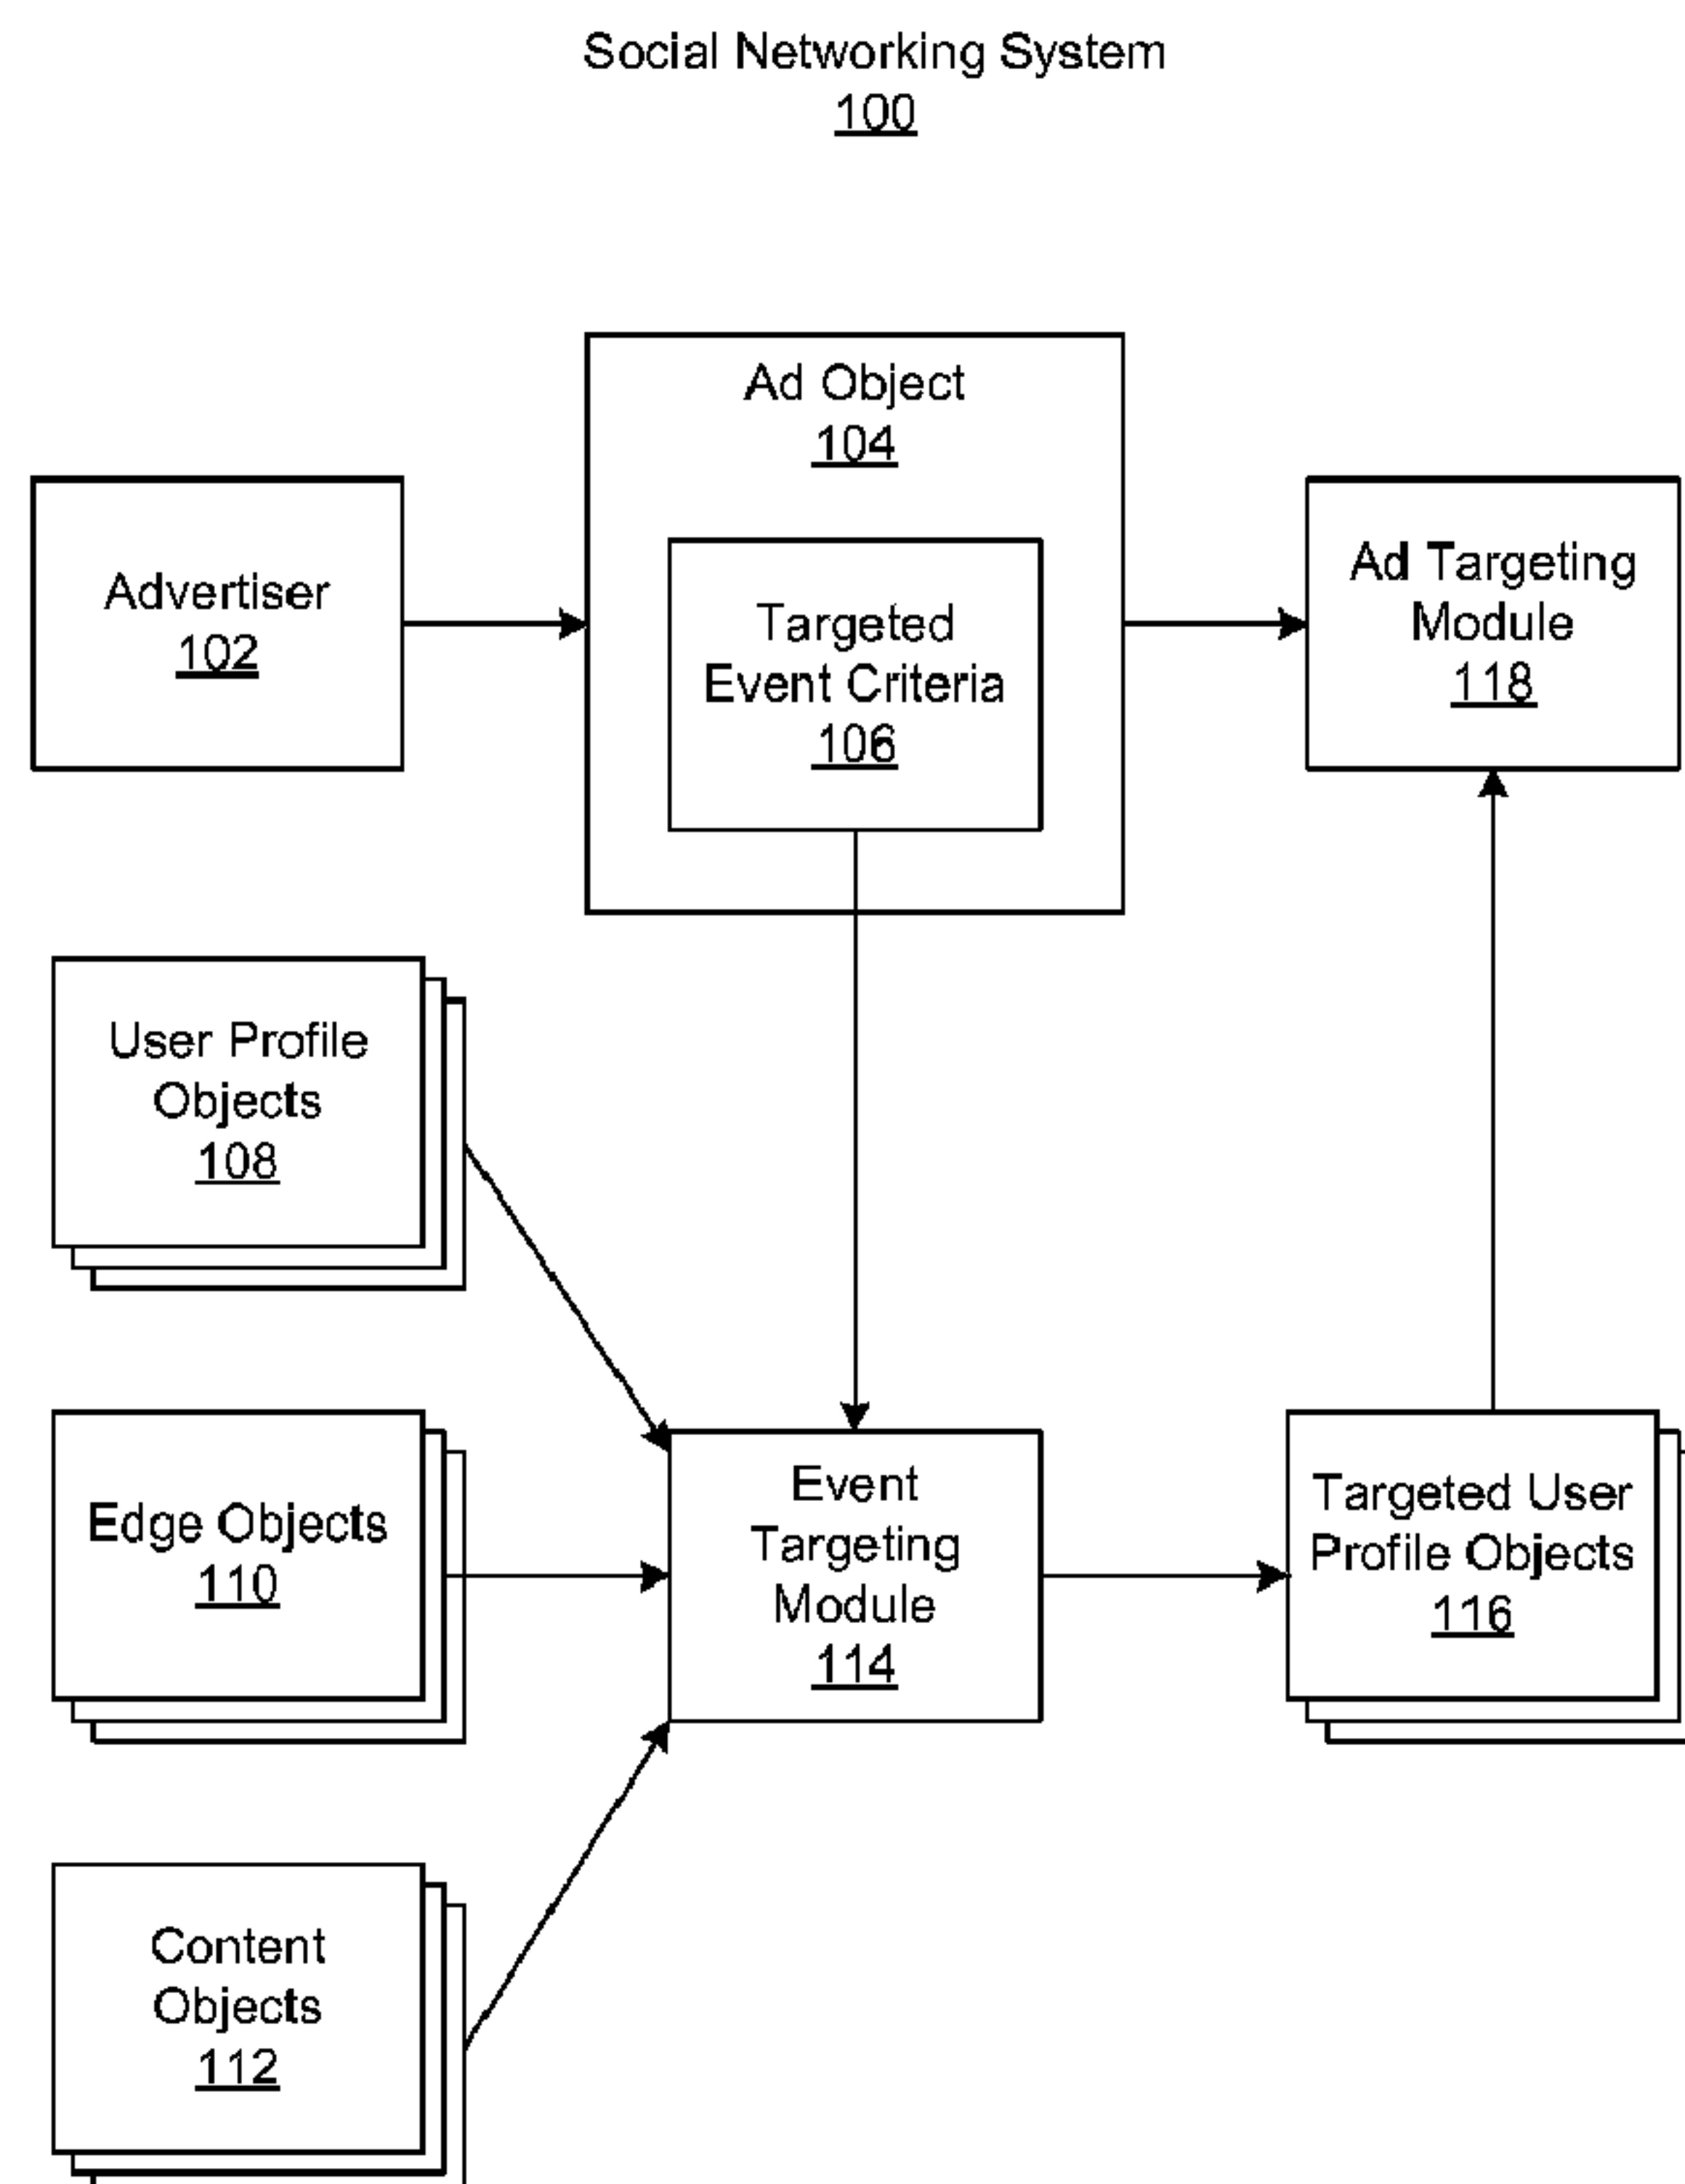 Social Networking System
100
Ad Object
104
Advertiser
102
Targeted
Event Criteria
106
Ad Targeting
Module
118
User Profile
Objects
108
Edge Objects
110
Event
Targeting
Module
114
Targeted User
Profile Objects
116
Content
Objects
112